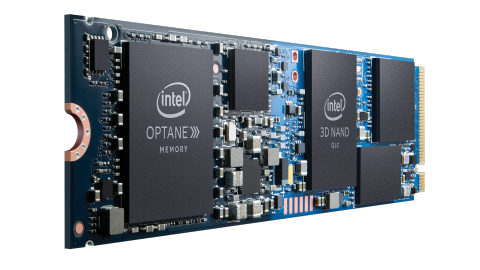 intel
OPTANE
MEMORY
intel
3D NAND
QLC